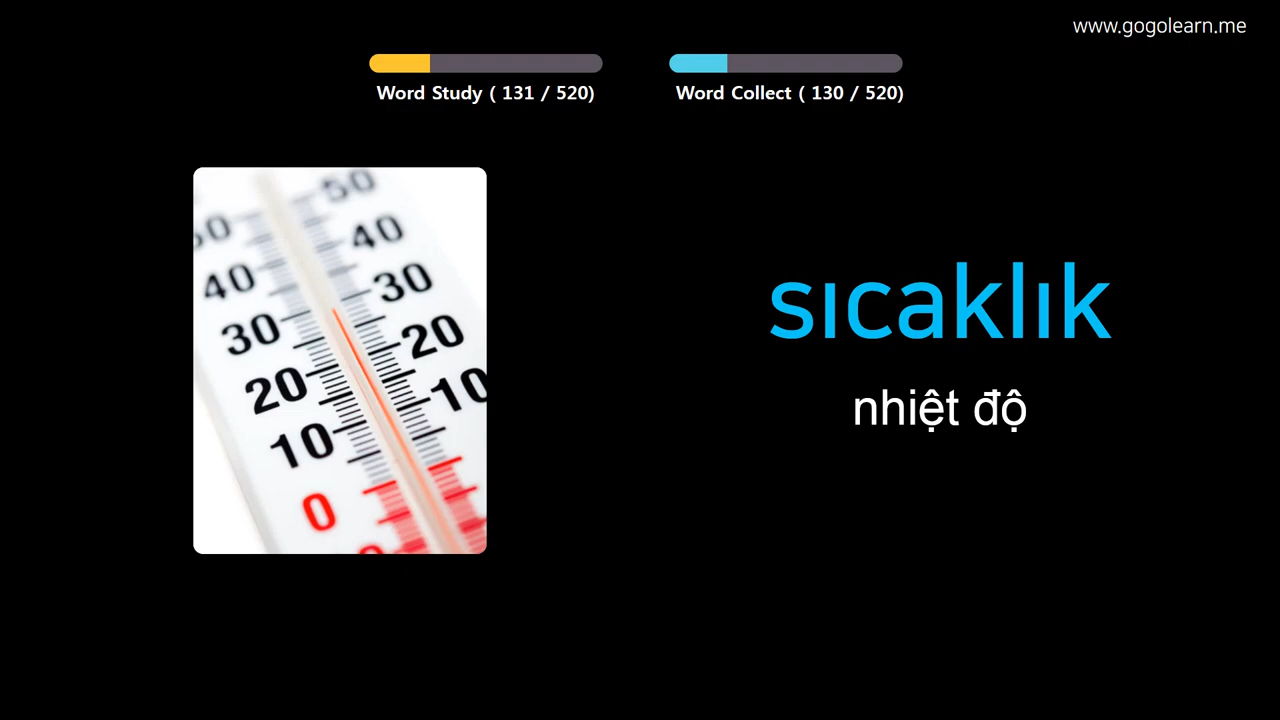 www.gogolearn.me
Word Study ( 131 / 520)
Word Collect ( 130 / 520)
50
50 40
40 30
30 20
20 10
10
0
sıcaklık
nhiệt độ